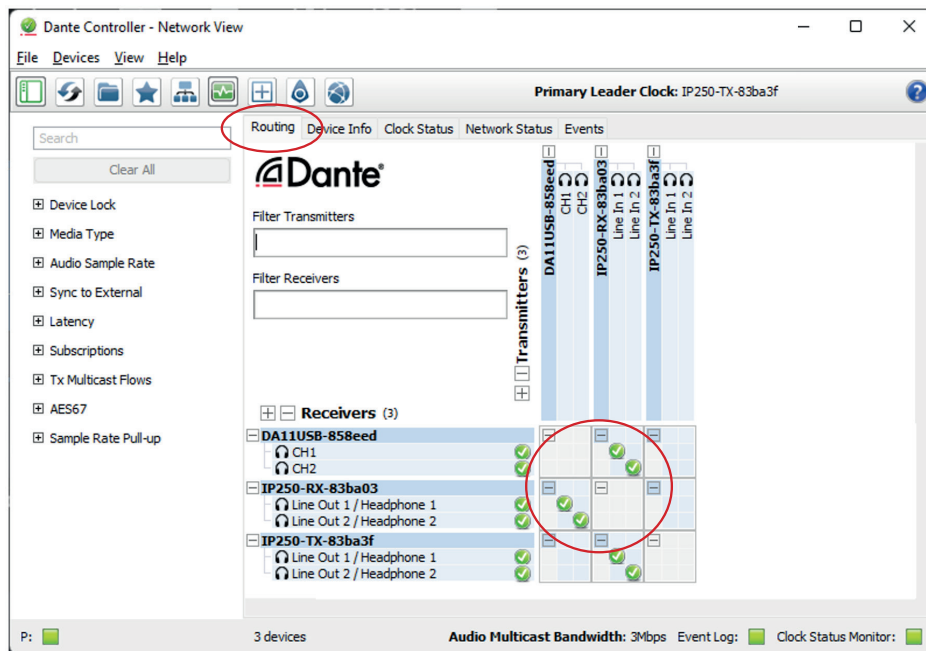 Dante Controller - Network View
File Devices View Help
Primary Leader Clock: IP250-TX-83ba3f
?
Search
Clear All
Device Lock
Media Type
Audio Sample Rate
Sync to External
Latency
Subscriptions
Tx Multicast Flows
AES67
Sample Rate Pull-up
Routing Device Info Clock Status Network Status Events
Dante®
Filter Transmitters
Filter Receivers
Transmitters (3)
DA11USB-858eed
CH1
CH2
IP250-RX-83ba03
Line In 1
Line In 2
IP250-TX-83ba3f
Line In 1
Line In 2
Receivers (3)
DA11USB-858eed
CH1
CH2
IP250-RX-83ba03
Line Out 1 / Headphone 1
Line Out 2 / Headphone 2
IP250-TX-83ba3f
Line Out 1 / Headphone 1
Line Out 2 / Headphone 2
P: 3 devices Audio Multicast Bandwidth: 3Mbps Event Log: Clock Status Monitor: